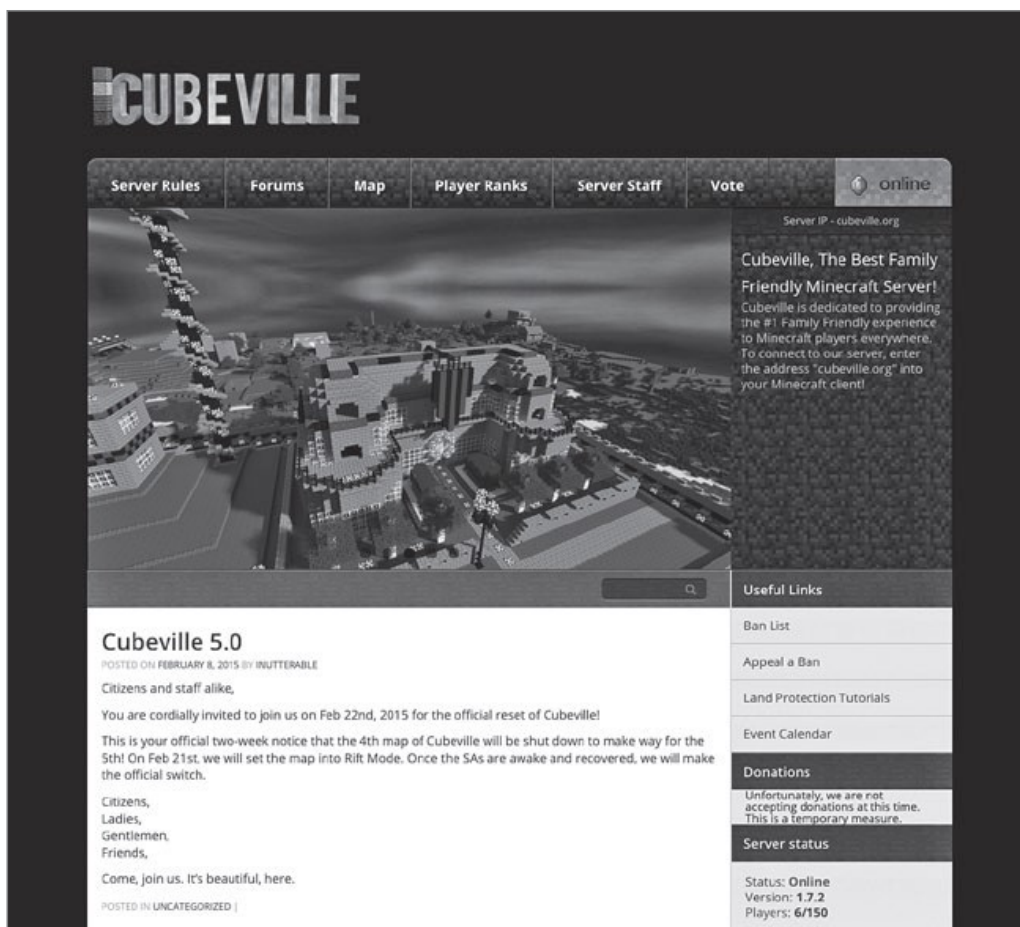 CUBEVILLE
Server Rules Forums Map Player Ranks Server Staff Vote online
Server IP - cubeville.org
Cubeville, The Best Family
Friendly Minecraft Server!
Cubeville is dedicated to providing
the #1 Family Friendly experience
to Minecraft players everywhere.
To connect to our server, enter
the address "cubeville.org" into
your Minecraft client!
Cubeville 5.0
POSTED ON FEBRUARY 8, 2015 BY INUTTERABLE
Citizens and staff alike,
You are cordially invited to join us on Feb 22nd, 2015 for the official reset of Cubeville!
This is your official two-week notice that the 4th map of Cubeville will be shut down to make way for the
5th! On Feb 21st, we will set the map into Rift Mode. Once the SAs are awake and recovered, we will make
the official switch.
Citizens,
Ladies,
Gentlemen,
Friends,
Come, join us. It's beautiful, here.
POSTED IN UNCATEGORIZED |
Useful Links
Ban List
Appeal a Ban
Land Protection Tutorials
Event Calendar
Donations
Unfortunately, we are not
accepting donations at this time.
This is a temporary measure.
Server status
Status: Online
Version: 1.7.2
Players: 6/150